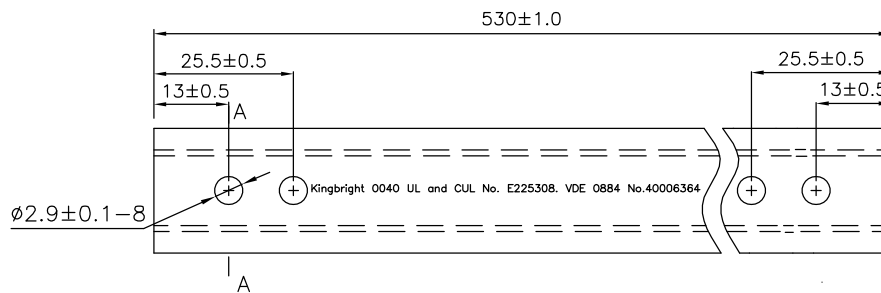 530±1.0
25.5±0.5
25.5±0.5
13±0.5
13±0.5
A
Kingbright 0040 UL and CUL No. E225308. VDE 0884 No.40006364
ø2.9±0.1-8
A